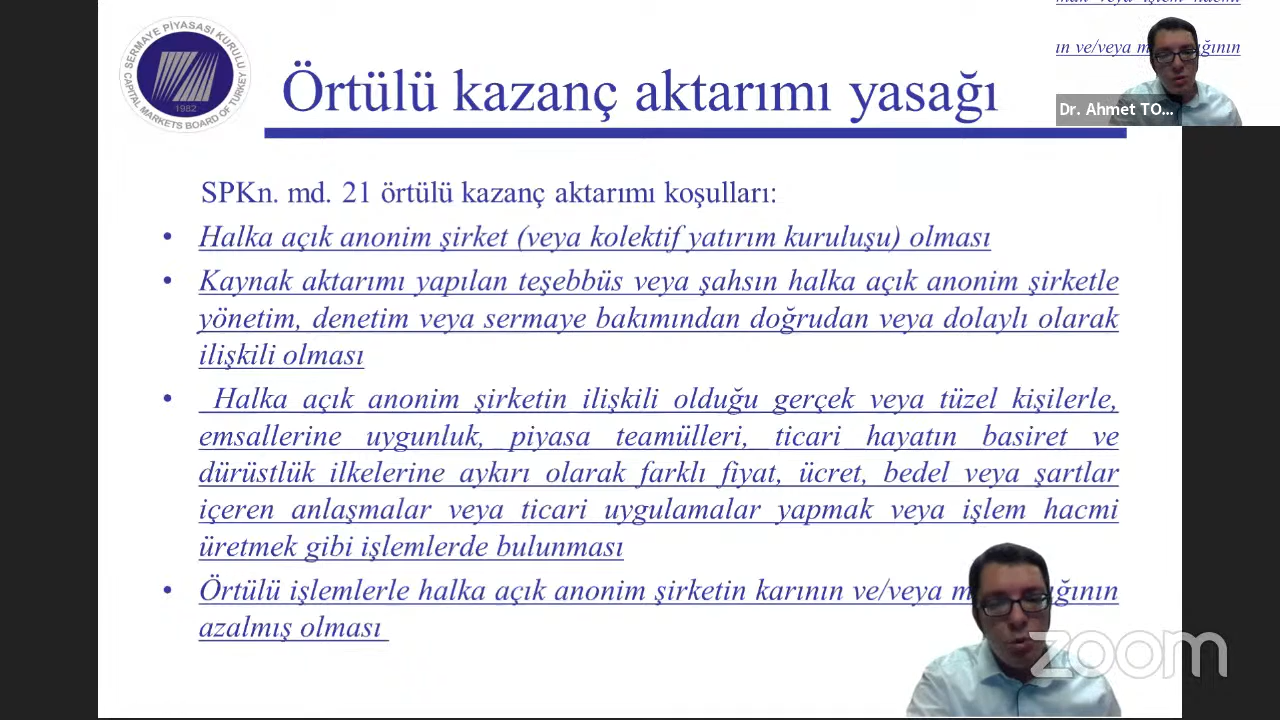 SERMAYE PİYASASI KURULU
CAPITAL MARKETS BOARD OF TURKEY
1982
Örtülü kazanç aktarımı yasağı
ın ve/veya
ğının
Dr. Ahmet TO...
SPKn. md. 21 örtülü kazanç aktarımı koşulları:
• Halka açık anonim şirket (veya kolektif yatırım kuruluşu) olması
• Kaynak aktarımı yapılan teşebbüs veya şahsın halka açık anonim şirketle
yönetim, denetim veya sermaye bakımından doğrudan veya dolaylı olarak
ilişkili olması
• Halka açık anonim şirketin ilişkili olduğu gerçek veya tüzel kişilerle,
emsallerine uygunluk, piyasa teamülleri, ticari hayatın basiret ve
dürüstlük ilkelerine aykırı olarak farklı fiyat, ücret, bedel veya şartlar
içeren anlaşmalar veya ticari uygulamalar yapmak veya işlem hacmi
üretmek gibi işlemlerde bulunması
• Örtülü işlemlerle halka açık anonim şirketin karının ve/veya
azalmış olması
zoom